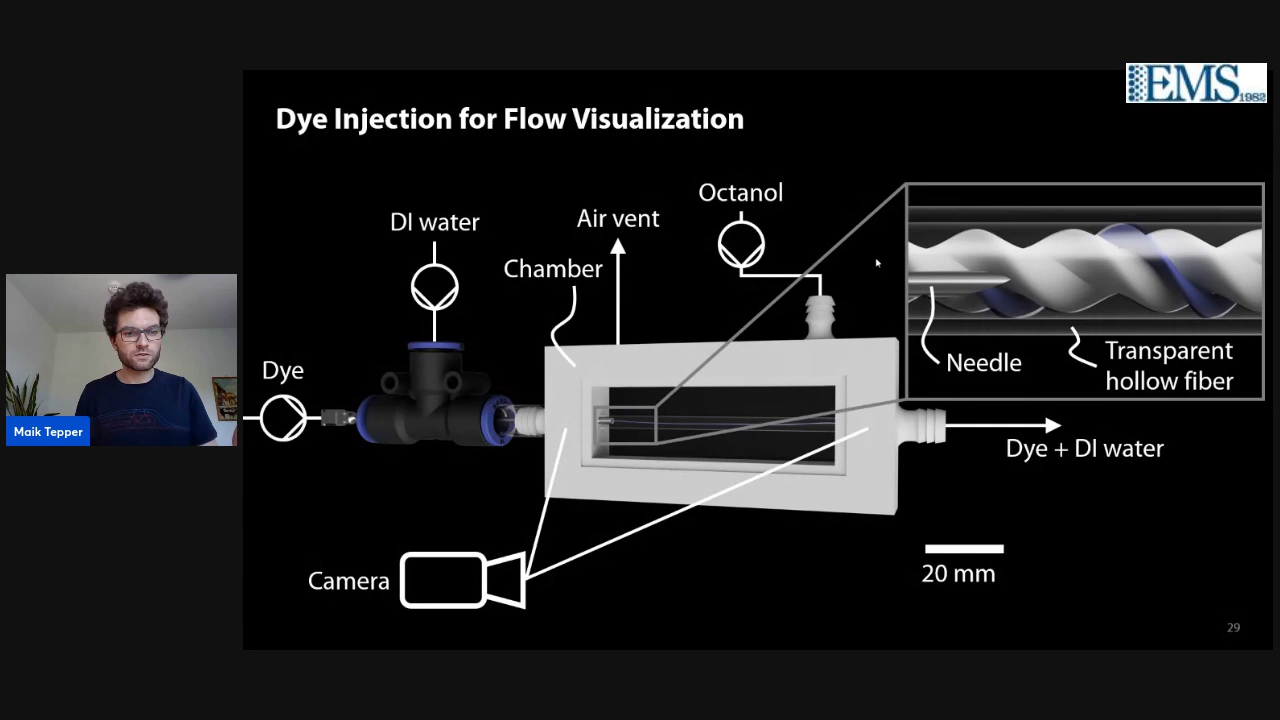 EMS
1982
Dye Injection for Flow Visualization
Octanol
DI water
Air vent
Chamber
Needle
Transparent
hollow fiber
Dye
Maik Tepper
Dye + DI water
Camera
20 mm
29